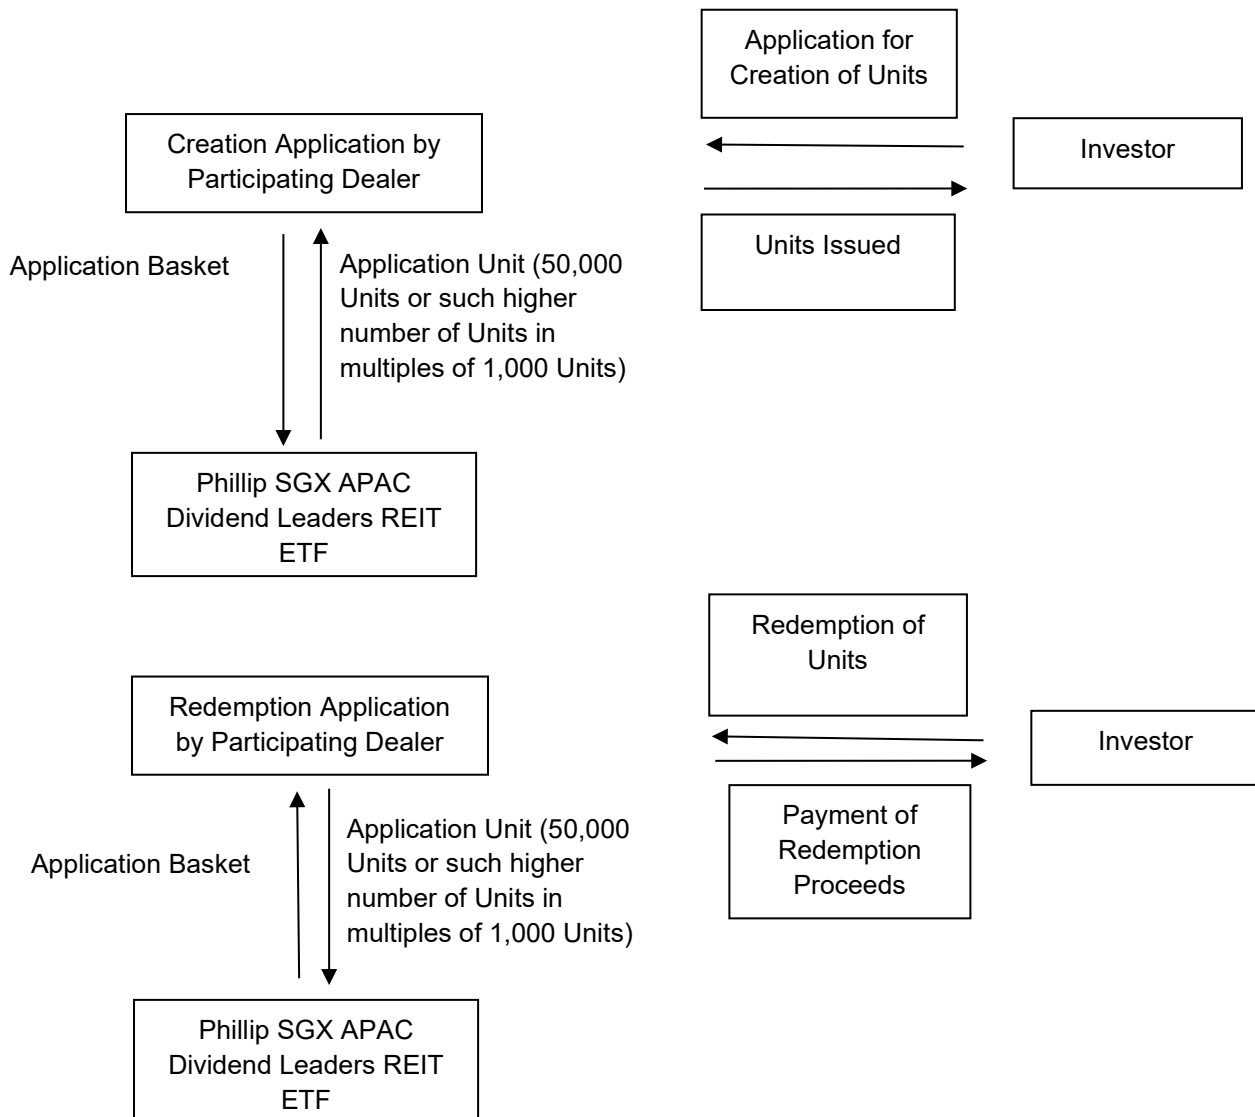 Application for
Creation of Units
Creation Application by
Participating Dealer
Investor
Units Issued
Application Basket
Application Unit (50,000
Units or such higher
number of Units in
multiples of 1,000 Units)
Phillip SGX APAC
Dividend Leaders REIT
ETF
Redemption of
Units
Redemption Application
by Participating Dealer
Investor
Payment of
Redemption
Proceeds
Application Basket
Application Unit (50,000
Units or such higher
number of Units in
multiples of 1,000 Units)
Phillip SGX APAC
Dividend Leaders REIT
ETF